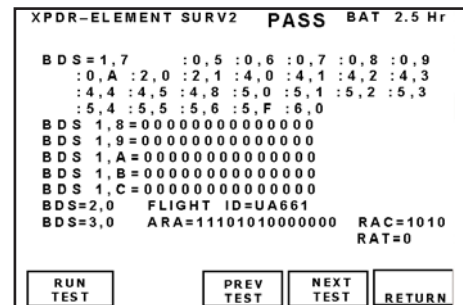 XPDR–ELEMENT SURV2 PASS BAT 2.5 Hr
BDS=1,7 :0,5 :0,6 :0,7 :0,8 :0,9
:0,A :2,0 :2,1 :4,0 :4,1 :4,2 :4,3
:4,4 :4,5 :4,8 :5,0 :5,1 :5,2 :5,3
:5,4 :5,5 :5,6 :5,F :6,0
BDS 1,8=00000000000000
BDS 1,9=00000000000000
BDS 1,A=00000000000000
BDS 1,B=00000000000000
BDS 1,C=00000000000000
BDS=2,0 FLIGHT ID=UA661
BDS=3,0 ARA=11101010000000 RAC=1010
RAT=0
RUN TEST
PREV TEST
NEXT TEST
RETURN